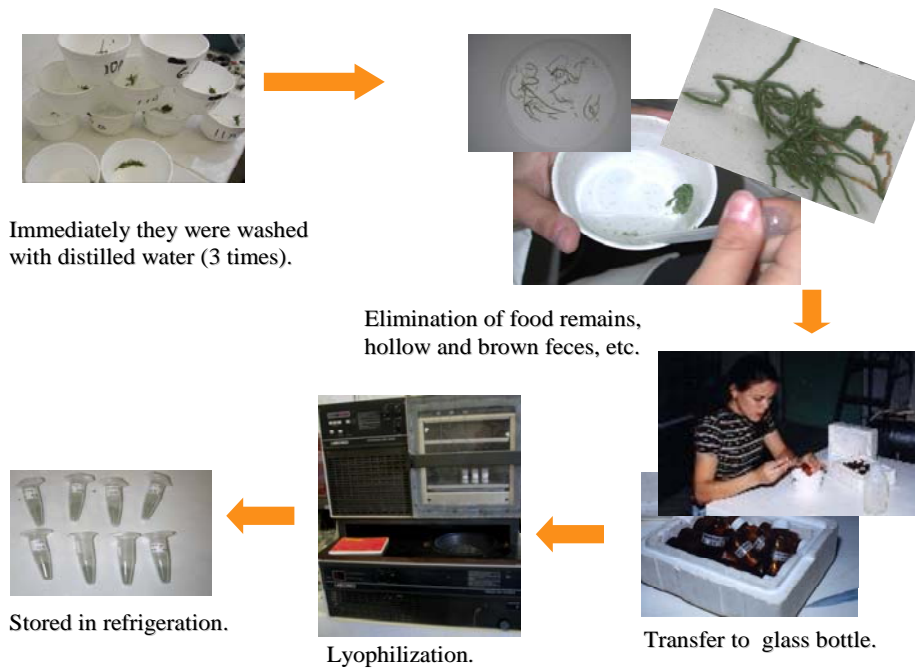 Immediately they were washed
with distilled water (3 times).
Elimination of food remains,
hollow and brown feces, etc.
Transfer to glass bottle.
Lyophilization.
Stored in refrigeration.